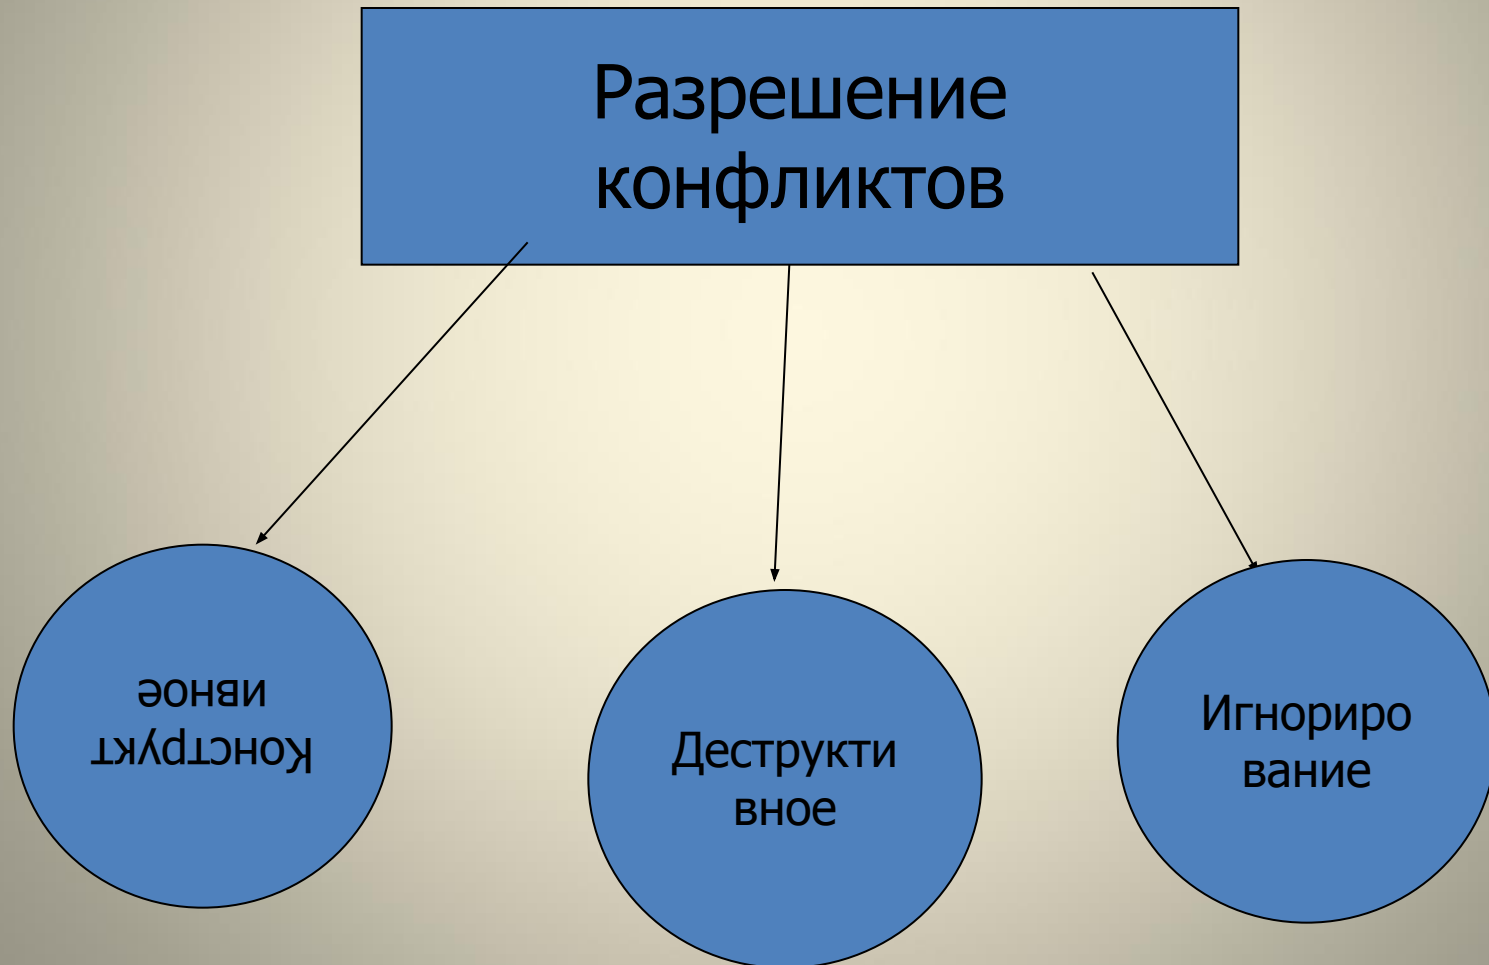 Разрешение
конфликтов
Конструкт
ивное
Деструкти
вное
Игнориро
вание